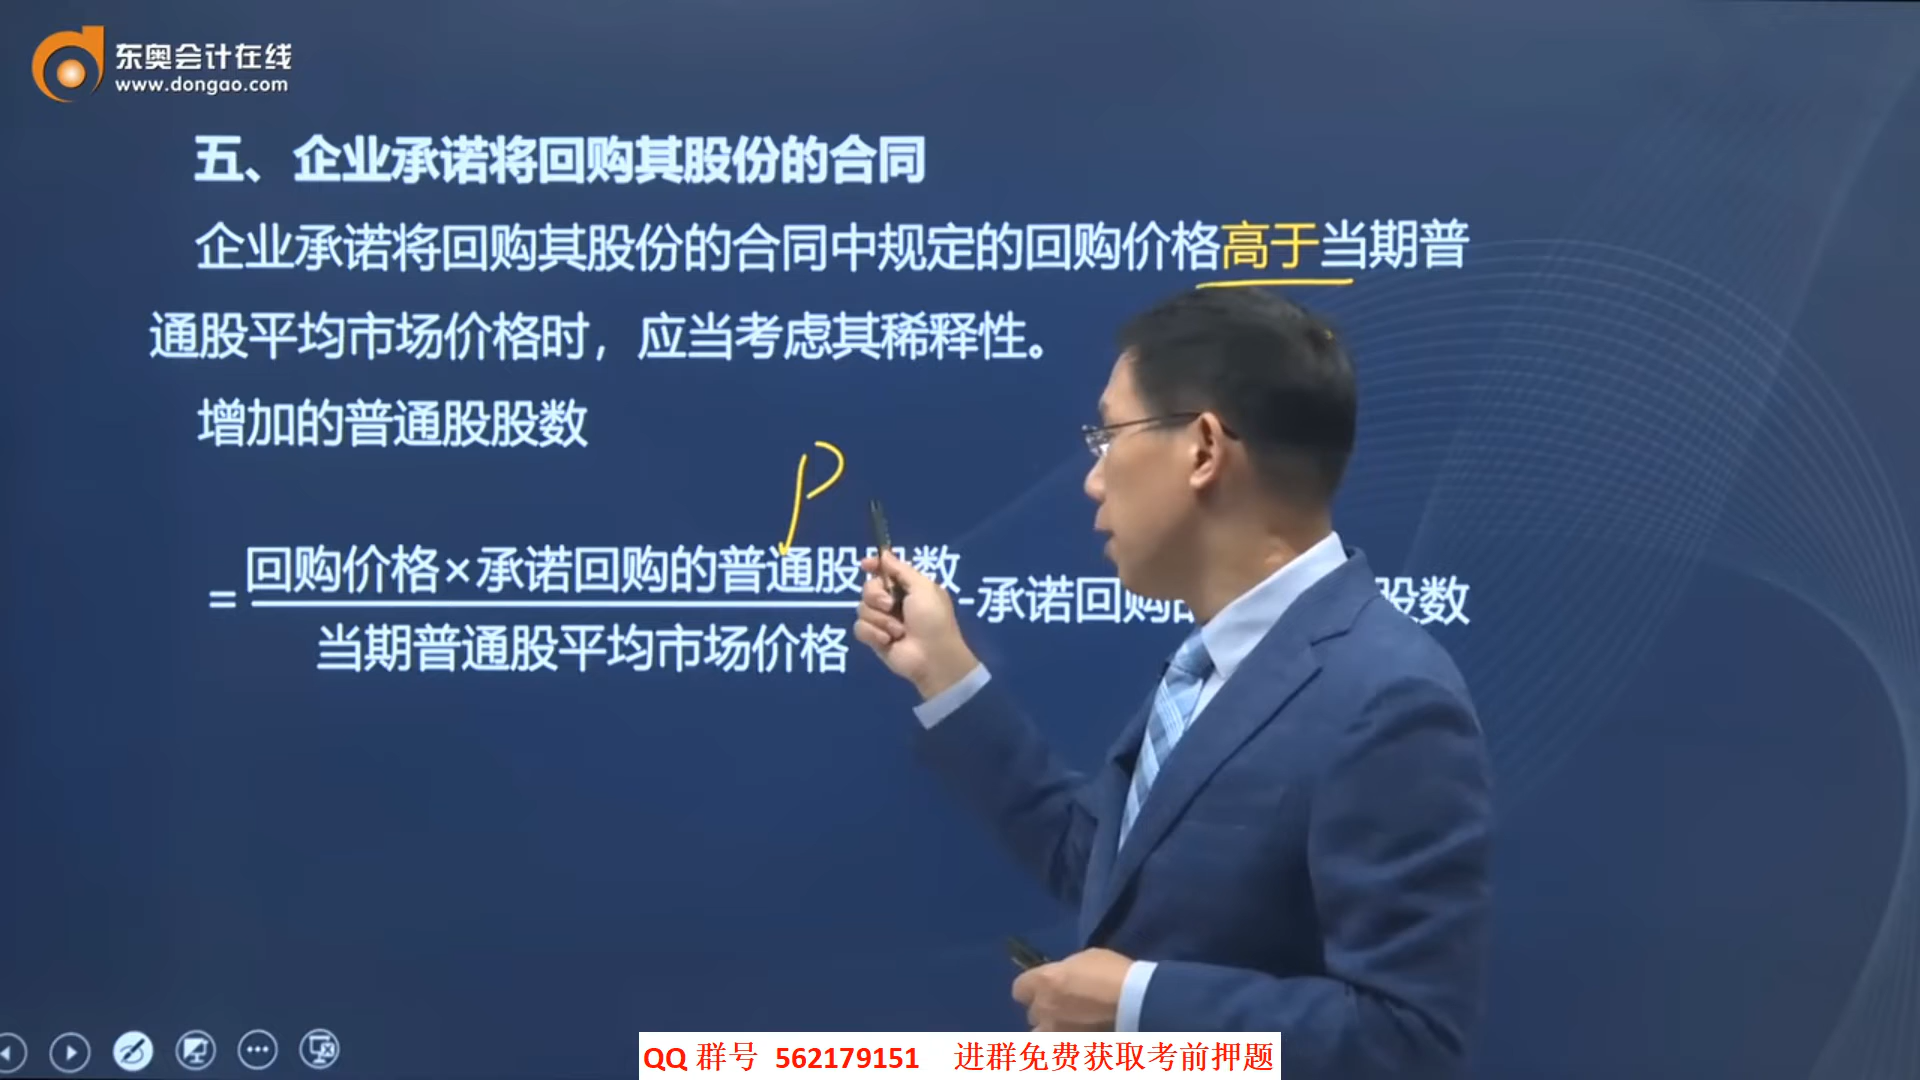 东奥会计在线
www.dongao.com
五、企业承诺将回购其股份的合同
企业承诺将回购其股份的合同中规定的回购价格高于当期普
通股平均市场价格时，应当考虑其稀释性。
增加的普通股股数
P
=回购价格×承诺回购的普通股股数
-承诺回购的 股数
当期普通股平均市场价格
QQ 群号 562179151 进群免费获取考前押题